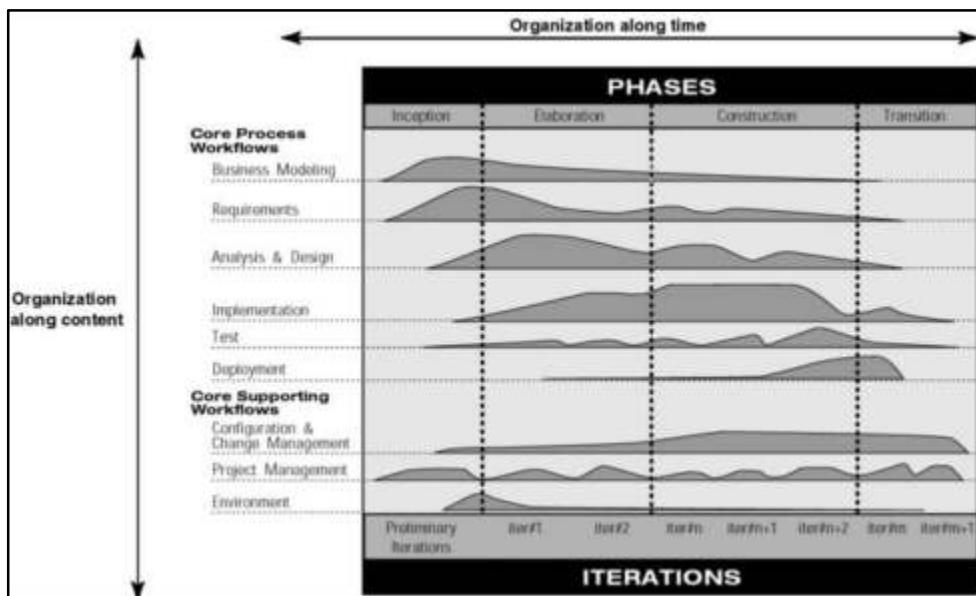 Organization along time
PHASES
Inception Elaboration Construction Transition
Core Process
Workflows
Business Modeling
Requirements
Analysis & Design
Organization
along content
Implementation
Test
Deployment
Core Supporting
Workflows
Configuration &
Change Management
Project Management
Environment
Preliminary
Iterations
iter#1 iter#2 iter#n iter#n+1 iter#n+2 iter#m iter#m+1
ITERATIONS